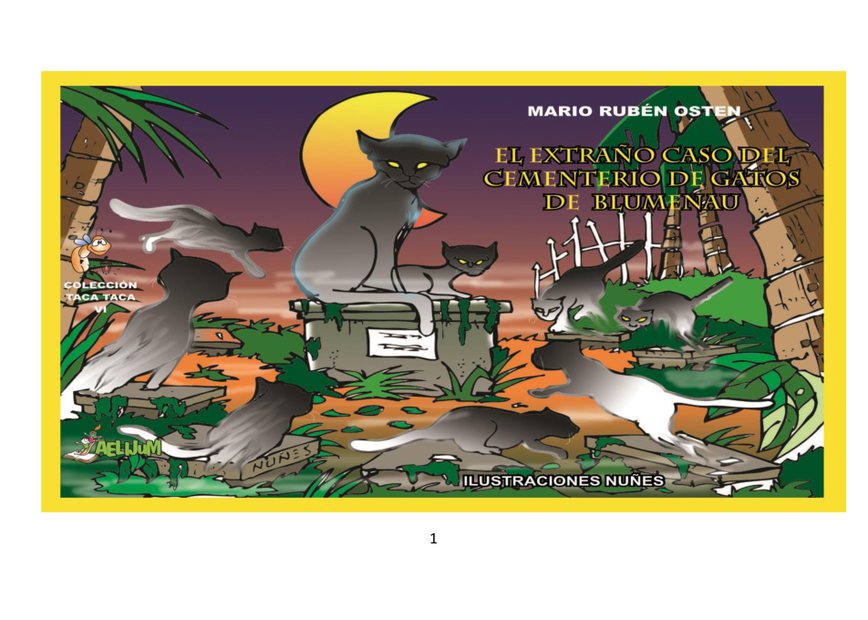 MARIO RUBÉN OSTEN
EL EXTRAÑO CASO DEL
CEMENTERIO DE GATOS
DE BLUMENAU
COLECCIÓN
TACA TACA
VI
AELIJUM
NUÑES
ILUSTRACIONES NUÑES
1